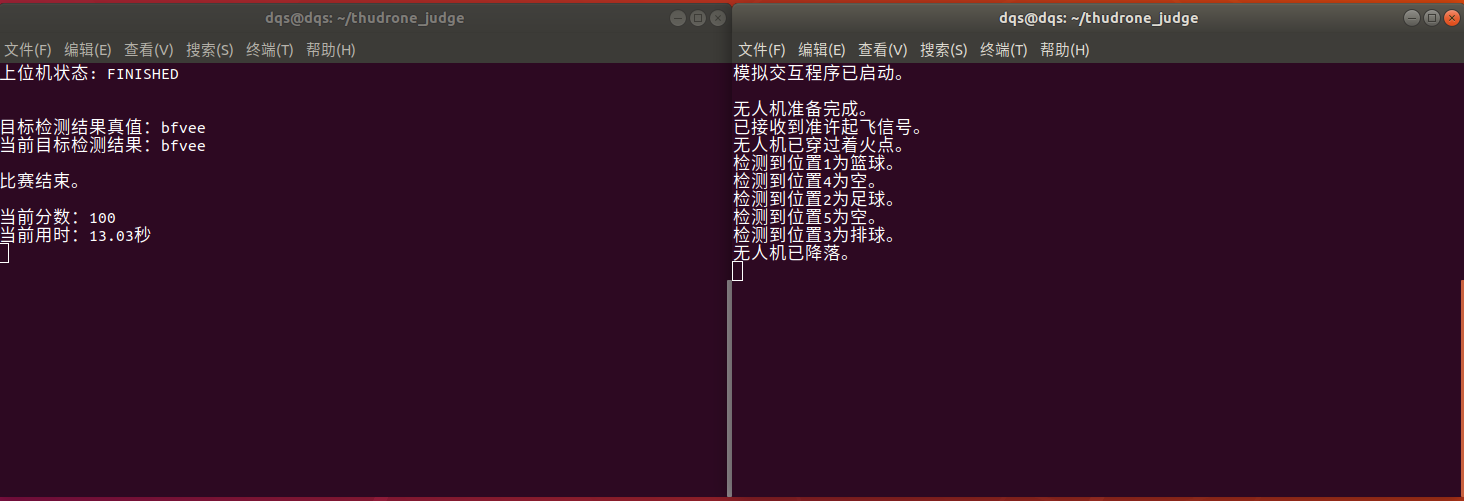 dqs@dqs: ~/thudrone_judge
文件(F) 编辑(E) 查看(V) 搜索(S) 终端(T) 帮助(H)
上位机状态: FINISHED
目标检测结果真值: bfvee
当前目标检测结果: bfvee
比赛结束。
当前分数: 100
当前用时: 13.03秒
dqs@dqs: ~/thudrone_judge
文件(F) 编辑(E) 查看(V) 搜索(S) 终端(T) 帮助(H)
模拟交互程序已启动。
无人机准备完成。
已接收到准许起飞信号。
无人机已穿过着火点。
检测到位置1为篮球。
检测到位置4为空。
检测到位置2为足球。
检测到位置5为空。
检测到位置3为排球。
无人机已降落。